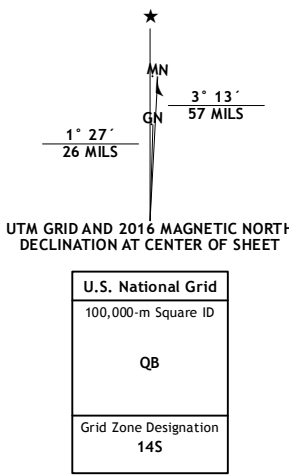 MN
3° 13´
57 MILS
GN
1° 27´
26 MILS
UTM GRID AND 2016 MAGNETIC NORTH
DECLINATION AT CENTER OF SHEET
U.S. National Grid
100,000-m Square ID
QB
Grid Zone Designation
14S